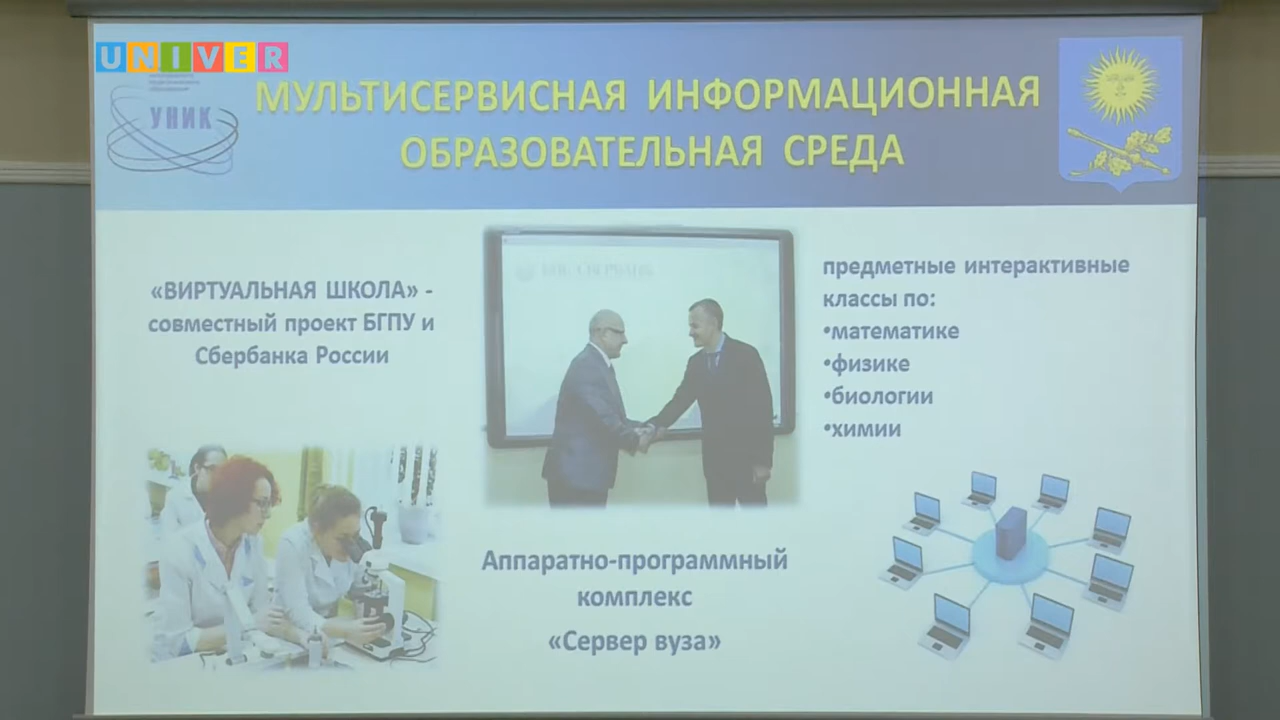 UNIVER
УНИК
МУЛЬТИСЕРВИСНАЯ ИНФОРМАЦИОННАЯ
ОБРАЗОВАТЕЛЬНАЯ СРЕДА
«ВИРТУАЛЬНАЯ ШКОЛА» -
совместный проект БГПУ и
Сбербанка России
предметные интерактивные
классы по:
•математике
•физике
•биологии
•химии
Аппаратно-программный
комплекс
«Сервер вуза»